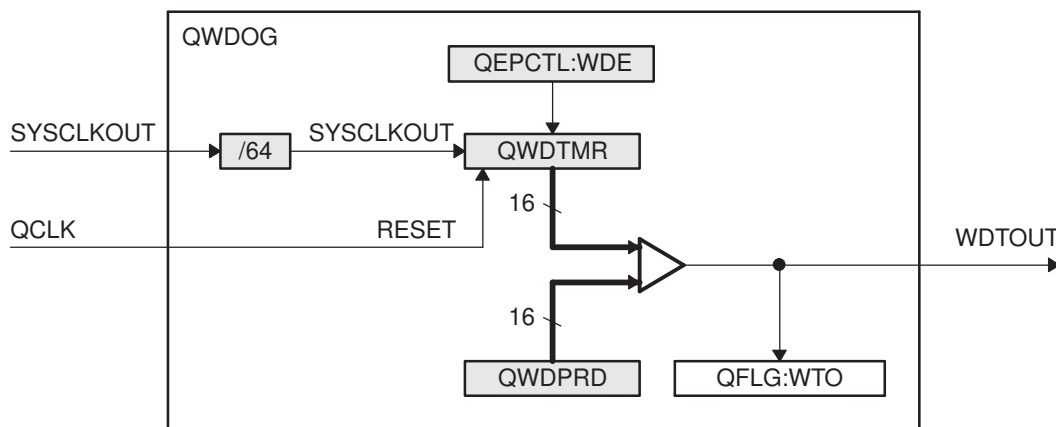 QWDOG
QEPCTL:WDE
SYSCLKOUT
/64
SYSCLKOUT
QWDTMR
16
QCLK
RESET
WDTOUT
16
QWDPRD
QFLG:WTO